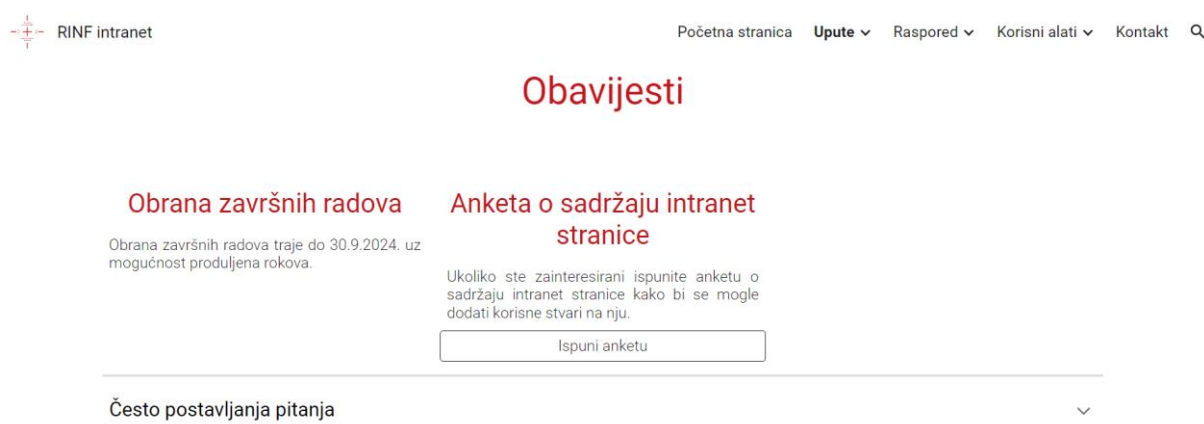 RINF intranet
Početna stranica Upute Raspored Korisni alati Kontakt
Obavijesti
Obrana završnih radova
Obrana završnih radova traje do 30.9.2024. uz
mogućnost produljena rokova.
Anketa o sadržaju intranet
stranice
Ukoliko ste zainteresirani ispunite anketu o
sadržaju intranet stranice kako bi se mogle
dodati korisne stvari na nju.
Ispuni anketu
Često postavljanja pitanja